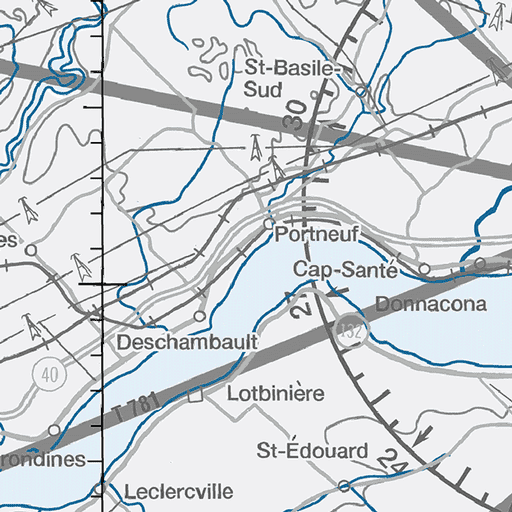 St-Basile-
Sud
30
Portneuf
Cap-Santé
21
Donnacona
132
Deschambault
40
T 781
Lotbinière
St-Édouard
24
rondines
Leclercville
es